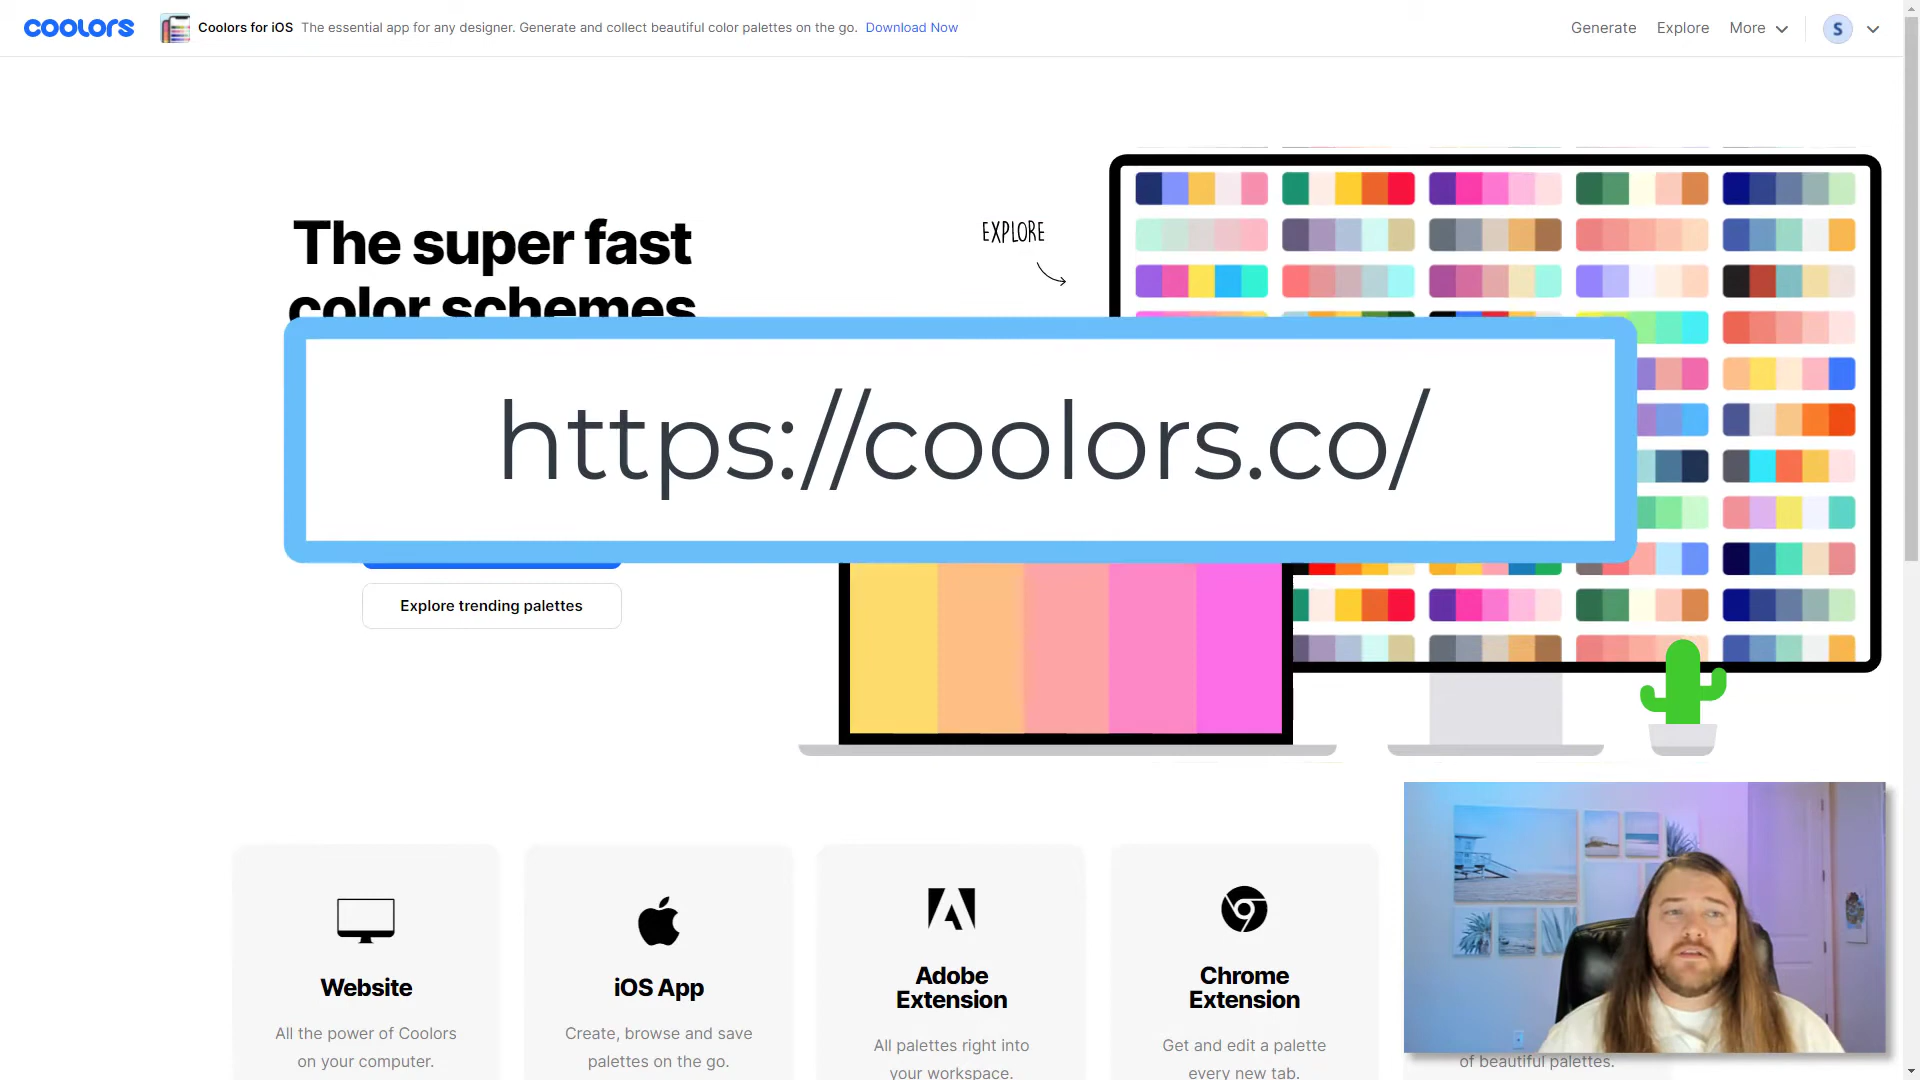 coolors
Coolors for iOS The essential app for any designer. Generate and collect beautiful color palettes on the go. Download Now
Generate Explore More S
The super fast
color schemes
EXPLORE
https://coolors.co/
Explore trending palettes
Website
All the power of Coolors
on your computer.
iOS App
Create, browse and save
palettes on the go.
Adobe
Extension
All palettes right into
your workspace.
Chrome
Extension
Get and edit a palette
every new tab.
of beautiful palettes.